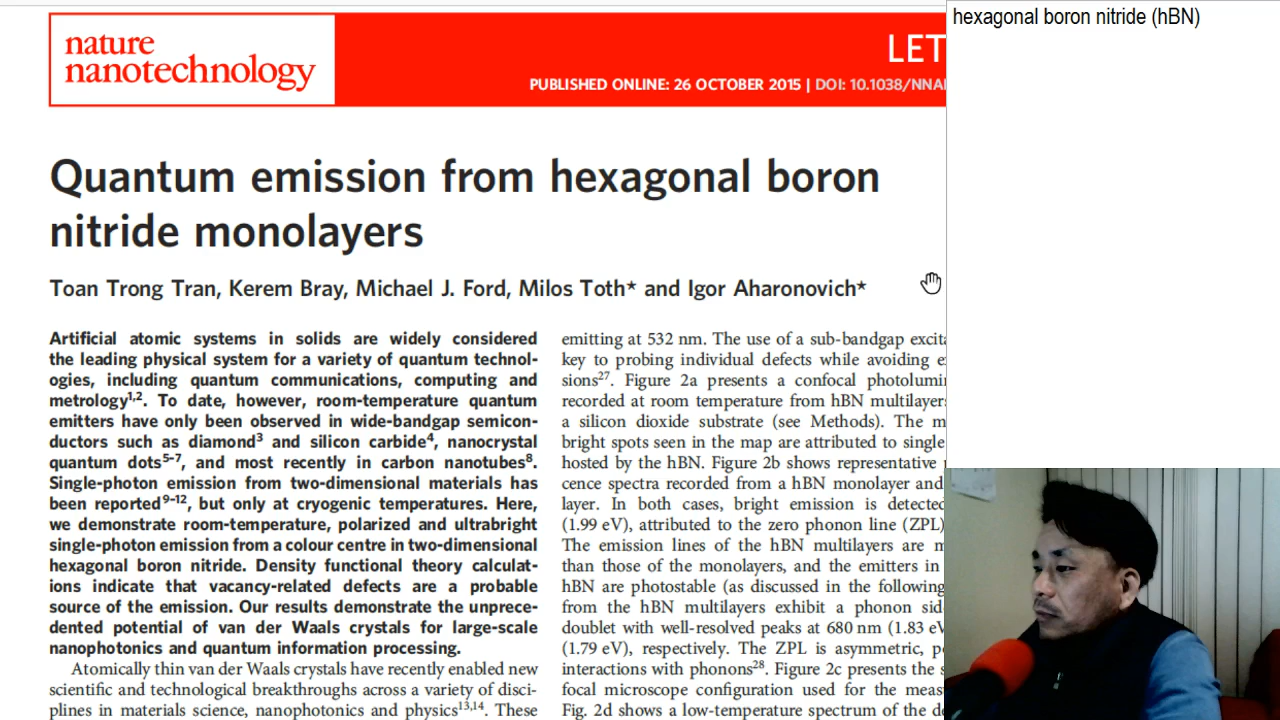 nature
nanotechnology
LET
PUBLISHED ONLINE: 26 OCTOBER 2015 | DOI: 10.1038/NNA
Quantum emission from hexagonal boron
nitride monolayers
Toan Trong Tran, Kerem Bray, Michael J. Ford, Milos Toth* and Igor Aharonovich*
Artificial atomic systems in solids are widely considered
the leading physical system for a variety of quantum technol-
ogies, including quantum communications, computing and
metrology1,2. To date, however, room-temperature quantum
emitters have only been observed in wide-bandgap semicon-
ductors such as diamond3 and silicon carbide4, nanocrystal
quantum dots5-7, and most recently in carbon nanotubes8.
Single-photon emission from two-dimensional materials has
been reported9-12, but only at cryogenic temperatures. Here,
we demonstrate room-temperature, polarized and ultrabright
single-photon emission from a colour centre in two-dimensional
hexagonal boron nitride. Density functional theory calculat-
ions indicate that vacancy-related defects are a probable
source of the emission. Our results demonstrate the unprece-
dented potential of van der Waals crystals for large-scale
nanophotonics and quantum information processing.
Atomically thin van der Waals crystals have recently enabled new
scientific and technological breakthroughs across a variety of disci-
plines in materials science, nanophotonics and physics13,14. These
emitting at 532 nm. The use of a sub-bandgap excita
key to probing individual defects while avoiding e
sions27. Figure 2a presents a confocal photolumi
recorded at room temperature from hBN multilayer
a silicon dioxide substrate (see Methods). The m
bright spots seen in the map are attributed to single
hosted by the hBN. Figure 2b shows representative
cence spectra recorded from a hBN monolayer and
layer. In both cases, bright emission is detected
(1.99 eV), attributed to the zero phonon line (ZPL)
The emission lines of the hBN multilayers are m
than those of the monolayers, and the emitters in
hBN are photostable (as discussed in the following
from the hBN multilayers exhibit a phonon sid
doublet with well-resolved peaks at 680 nm (1.83 eV
(1.79 eV), respectively. The ZPL is asymmetric, p
interactions with phonons28. Figure 2c presents the s
focal microscope configuration used for the meas
Fig. 2d shows a low-temperature spectrum of the de
hexagonal boron nitride (hBN)